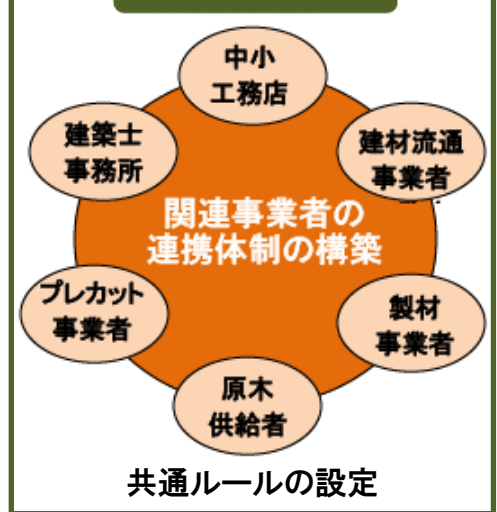 中小
工務店
建築士
事務所
建材流通
事業者
関連事業者の
連携体制の構築
プレカット
事業者
製材
事業者
原木
供給者
共通ルールの設定